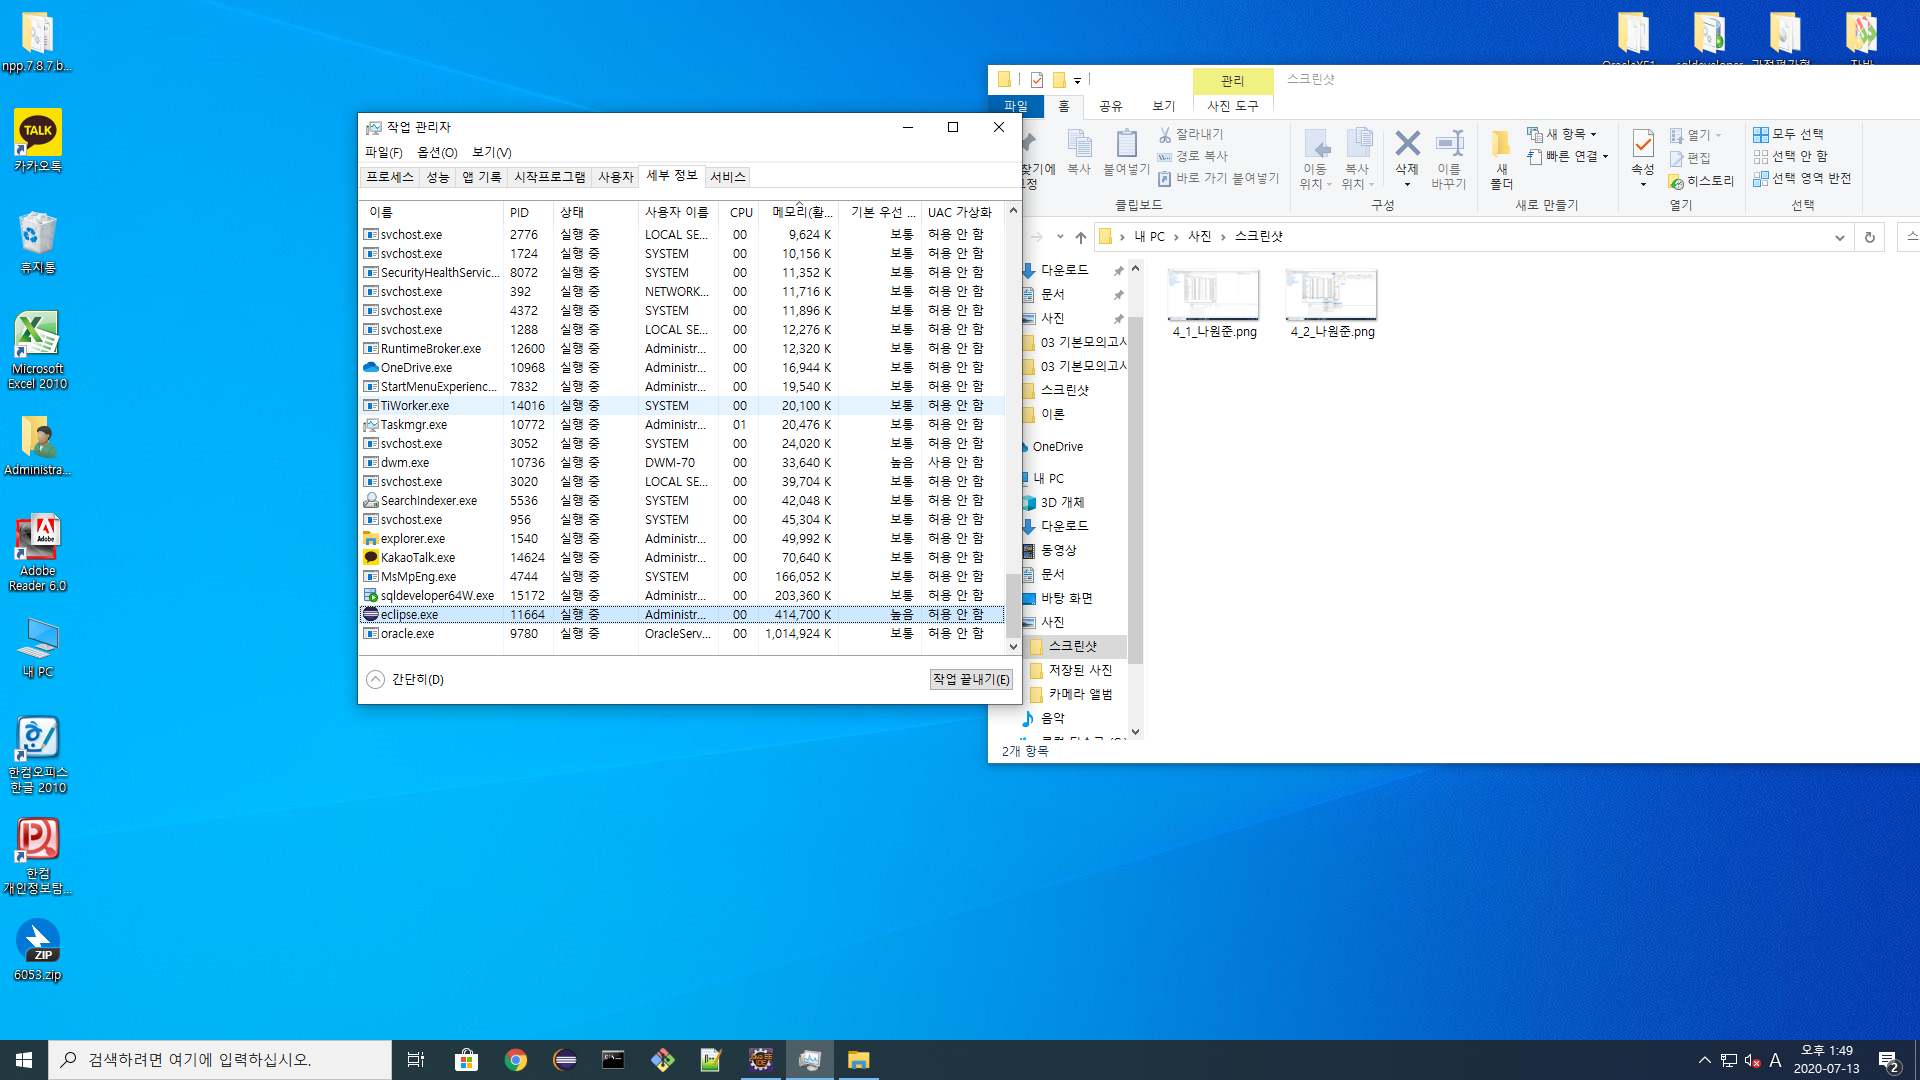 npp.7.8.7.b...
TALK
카카오톡
휴지통
Microsoft
Excel 2010
Administra...
Adobe
Adobe
Reader 6.0
내 PC
한컴오피스
한글 2010
한컴
개인정보탐...
ZIP
6053.zip
작업 관리자
파일(F) 옵션(O) 보기(V)
프로세스 성능 앱 기록 시작프로그램 사용자 세부 정보 서비스
이름 PID 상태 사용자 이름 CPU 메모리(활... 기본 우선 ... UAC 가상화
svchost.exe 2776 실행 중 LOCAL SE... 00 9,624 K 보통 허용 안 함
svchost.exe 1724 실행 중 SYSTEM 00 10,156 K 보통 허용 안 함
SecurityHealthServic... 8072 실행 중 SYSTEM 00 11,352 K 보통 허용 안 함
svchost.exe 392 실행 중 NETWORK... 00 11,716 K 보통 허용 안 함
svchost.exe 4372 실행 중 SYSTEM 00 11,896 K 보통 허용 안 함
svchost.exe 1288 실행 중 LOCAL SE... 00 12,276 K 보통 허용 안 함
RuntimeBroker.exe 12600 실행 중 Administr... 00 12,320 K 보통 허용 안 함
OneDrive.exe 10968 실행 중 Administr... 00 16,944 K 보통 허용 안 함
StartMenuExperienc... 7832 실행 중 Administr... 00 19,540 K 보통 허용 안 함
TiWorker.exe 14016 실행 중 SYSTEM 00 20,100 K 보통 허용 안 함
Taskmgr.exe 10772 실행 중 Administr... 01 20,476 K 보통 허용 안 함
svchost.exe 3052 실행 중 SYSTEM 00 24,020 K 보통 허용 안 함
dwm.exe 10736 실행 중 DWM-70 00 33,640 K 높음 사용 안 함
svchost.exe 3020 실행 중 LOCAL SE... 00 39,704 K 보통 허용 안 함
SearchIndexer.exe 5536 실행 중 SYSTEM 00 42,048 K 보통 허용 안 함
svchost.exe 956 실행 중 SYSTEM 00 45,304 K 보통 허용 안 함
explorer.exe 1540 실행 중 Administr... 00 49,992 K 보통 허용 안 함
KakaoTalk.exe 14624 실행 중 Administr... 00 70,640 K 보통 허용 안 함
MsMpEng.exe 4744 실행 중 SYSTEM 00 166,052 K 보통 허용 안 함
sqldeveloper64W.exe 15172 실행 중 Administr... 00 203,360 K 보통 허용 안 함
eclipse.exe 11664 실행 중 Administr... 00 414,700 K 높음 허용 안 함
oracle.exe 9780 실행 중 OracleServ... 00 1,014,924 K 보통 허용 안 함
간단히(D) 작업 끝내기(E)
관리 스크린샷
파일 홈 공유 보기 사진 도구
복사
붙여넣기
잘라내기
경로 복사
바로 가기 붙여넣기
클립보드
이동
위치
복사
위치
삭제
이름
바꾸기
구성
새
폴더
새 항목
빠른 연결
새로 만들기
속성
열기
편집
히스토리
열기
모두 선택
선택 안 함
선택 영역 반전
선택
내 PC 사진 스크린샷
다운로드
문서
사진
03 기본모의고사
03 기본모의고사
스크린샷
이론
OneDrive
내 PC
3D 개체
다운로드
동영상
문서
바탕 화면
사진
스크린샷
저장된 사진
카메라 앨범
음악
4_1_나원준.png
4_2_나원준.png
2개 항목
검색하려면 여기에 입력하십시오.
A
오후 1:49
2020-07-13
2